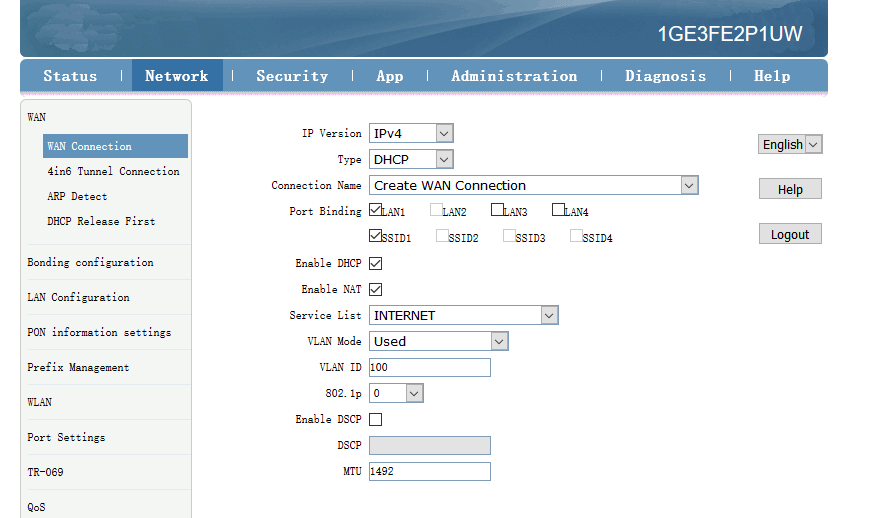 1GE3FE2P1UW
Status | Network | Security | App | Administration | Diagnosis | Help
WAN
WAN Connection
4in6 Tunnel Connection
ARP Detect
DHCP Release First
Bonding configuration
LAN Configuration
PON information settings
Prefix Management
WLAN
Port Settings
TR-069
QoS
IP Version IPv4
Type DHCP
Connection Name Create WAN Connection
Port Binding LAN1 LAN2 LAN3 LAN4
SSID1 SSID2 SSID3 SSID4
Enable DHCP
Enable NAT
Service List INTERNET
VLAN Mode Used
VLAN ID 100
802.1p 0
Enable DSCP
DSCP
MTU 1492
English
Help
Logout